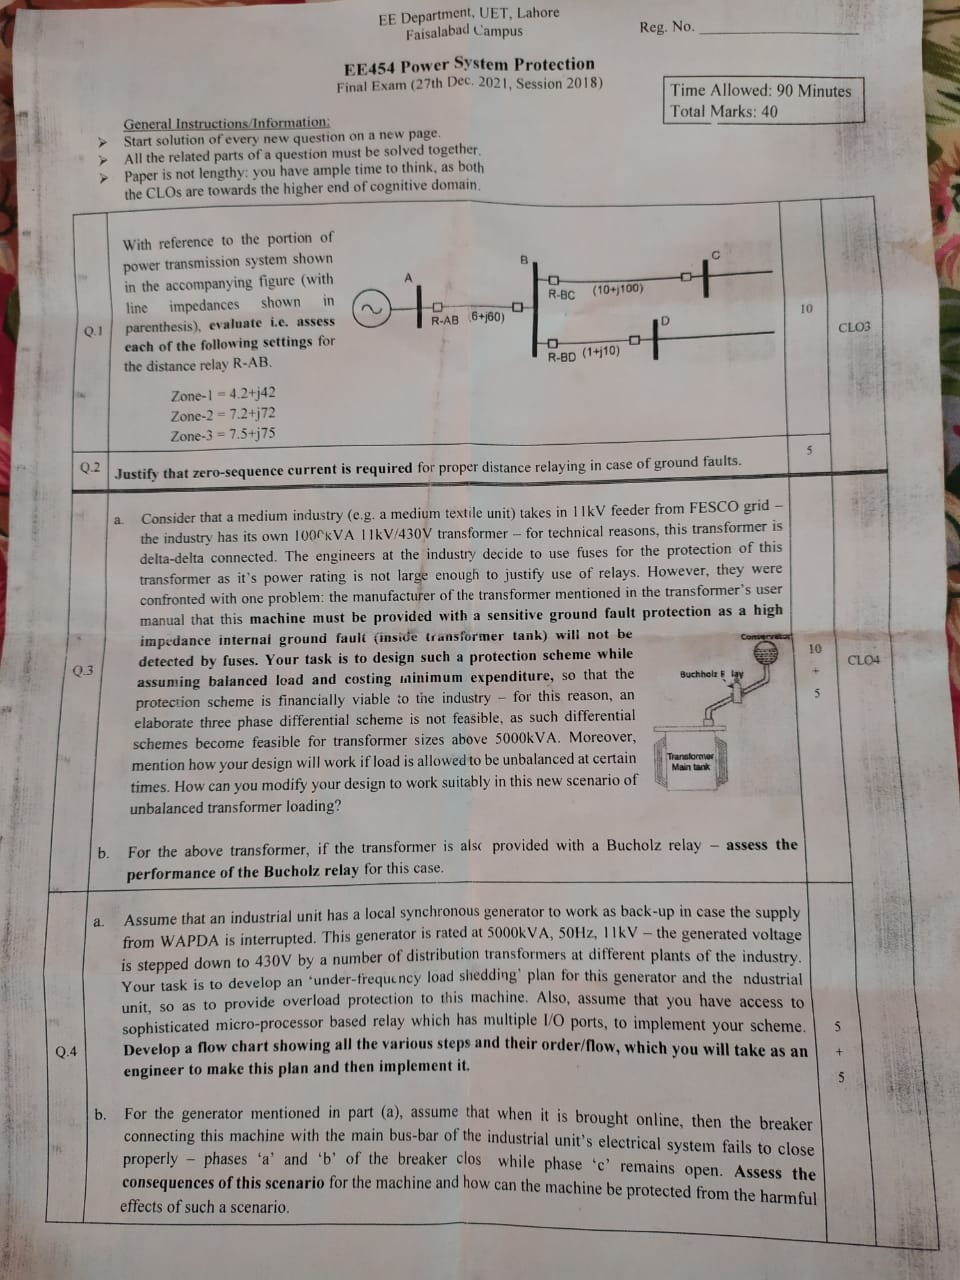 EE Department, UET, Lahore
Faisalabad Campus
Reg. No.
EE454 Power System Protection
Final Exam (27th Dec. 2021, Session 2018)
Time Allowed: 90 Minutes
Total Marks: 40
General Instructions/Information:
➤ Start solution of every new question on a new page.
➤ All the related parts of a question must be solved together.
➤ Paper is not lengthy: you have ample time to think, as both
the CLOs are towards the higher end of cognitive domain.
Q.1
With reference to the portion of
power transmission system shown
in the accompanying figure (with
line impedances shown in
parenthesis), evaluate i.e. assess
each of the following settings for
the distance relay R-AB.
Zone-1 = 4.2+j42
Zone-2 = 7.2+j72
Zone-3 = 7.5+j75
A
B
C
D
R-AB (6+j60)
R-BC (10+j100)
R-BD (1+j10)
10
CLO3
Q.2
Justify that zero-sequence current is required for proper distance relaying in case of ground faults.
5
Q.3
a. Consider that a medium industry (e.g. a medium textile unit) takes in 11kV feeder from FESCO grid –
the industry has its own 1000kVA 11kV/430V transformer – for technical reasons, this transformer is
delta-delta connected. The engineers at the industry decide to use fuses for the protection of this
transformer as it's power rating is not large enough to justify use of relays. However, they were
confronted with one problem: the manufacturer of the transformer mentioned in the transformer's user
manual that this machine must be provided with a sensitive ground fault protection as a high
impedance internal ground fault (inside transformer tank) will not be
detected by fuses. Your task is to design such a protection scheme while
assuming balanced load and costing minimum expenditure, so that the
protection scheme is financially viable to the industry – for this reason, an
elaborate three phase differential scheme is not feasible, as such differential
schemes become feasible for transformer sizes above 5000kVA. Moreover,
mention how your design will work if load is allowed to be unbalanced at certain
times. How can you modify your design to work suitably in this new scenario of
unbalanced transformer loading?
Conservator
Buchholz R lay
Transformer
Main tank
10
+
5
CLO4
b. For the above transformer, if the transformer is also provided with a Bucholz relay – assess the
performance of the Bucholz relay for this case.
Q.4
a. Assume that an industrial unit has a local synchronous generator to work as back-up in case the supply
from WAPDA is interrupted. This generator is rated at 5000kVA, 50Hz, 11kV – the generated voltage
is stepped down to 430V by a number of distribution transformers at different plants of the industry.
Your task is to develop an 'under-frequency load shedding' plan for this generator and the ndustrial
unit, so as to provide overload protection to this machine. Also, assume that you have access to
sophisticated micro-processor based relay which has multiple I/O ports, to implement your scheme.
Develop a flow chart showing all the various steps and their order/flow, which you will take as an
engineer to make this plan and then implement it.
5
+
5
b. For the generator mentioned in part (a), assume that when it is brought online, then the breaker
connecting this machine with the main bus-bar of the industrial unit's electrical system fails to close
properly – phases 'a' and 'b' of the breaker clos while phase 'c' remains open. Assess the
consequences of this scenario for the machine and how can the machine be protected from the harmful
effects of such a scenario.